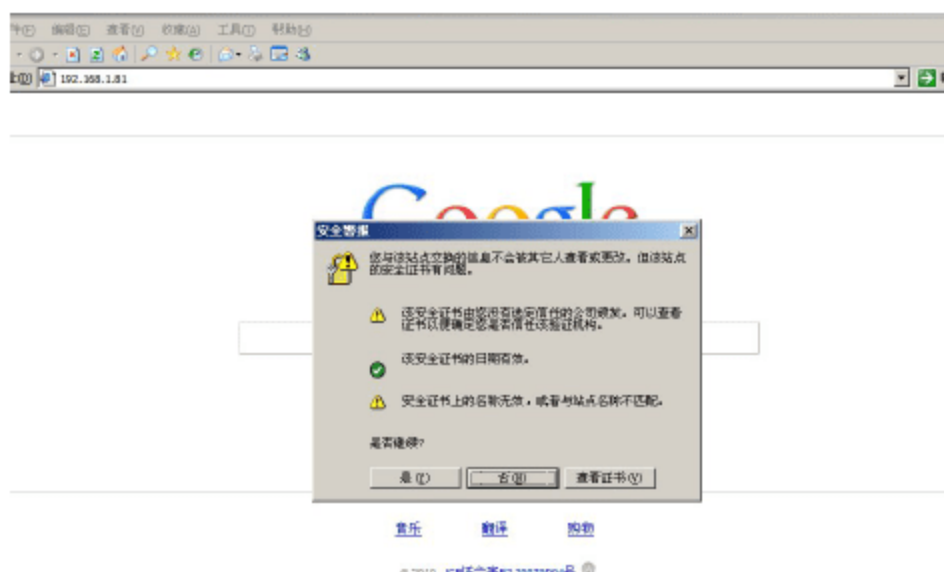 件(F) 编辑(E) 查看(V) 收藏(A) 工具(T) 帮助(H)
址(D) 192.168.1.81
Google
安全警报
您与该站点交换的信息不会被其它人查看或更改。但该站点
的安全证书有问题。
该安全证书由您没有选定信任的公司颁发。可以查看
证书以便确定您是否信任该验证机构。
该安全证书的日期有效。
安全证书上的名称无效，或者与站点名称不匹配。
是否继续?
是(Y) 否(N) 查看证书(V)
音乐 翻译 购物